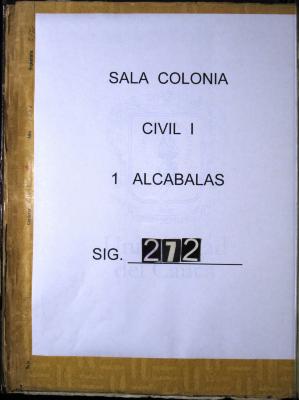 SALA COLONIA
CIVIL I
1 ALCABALAS
SIG. 272